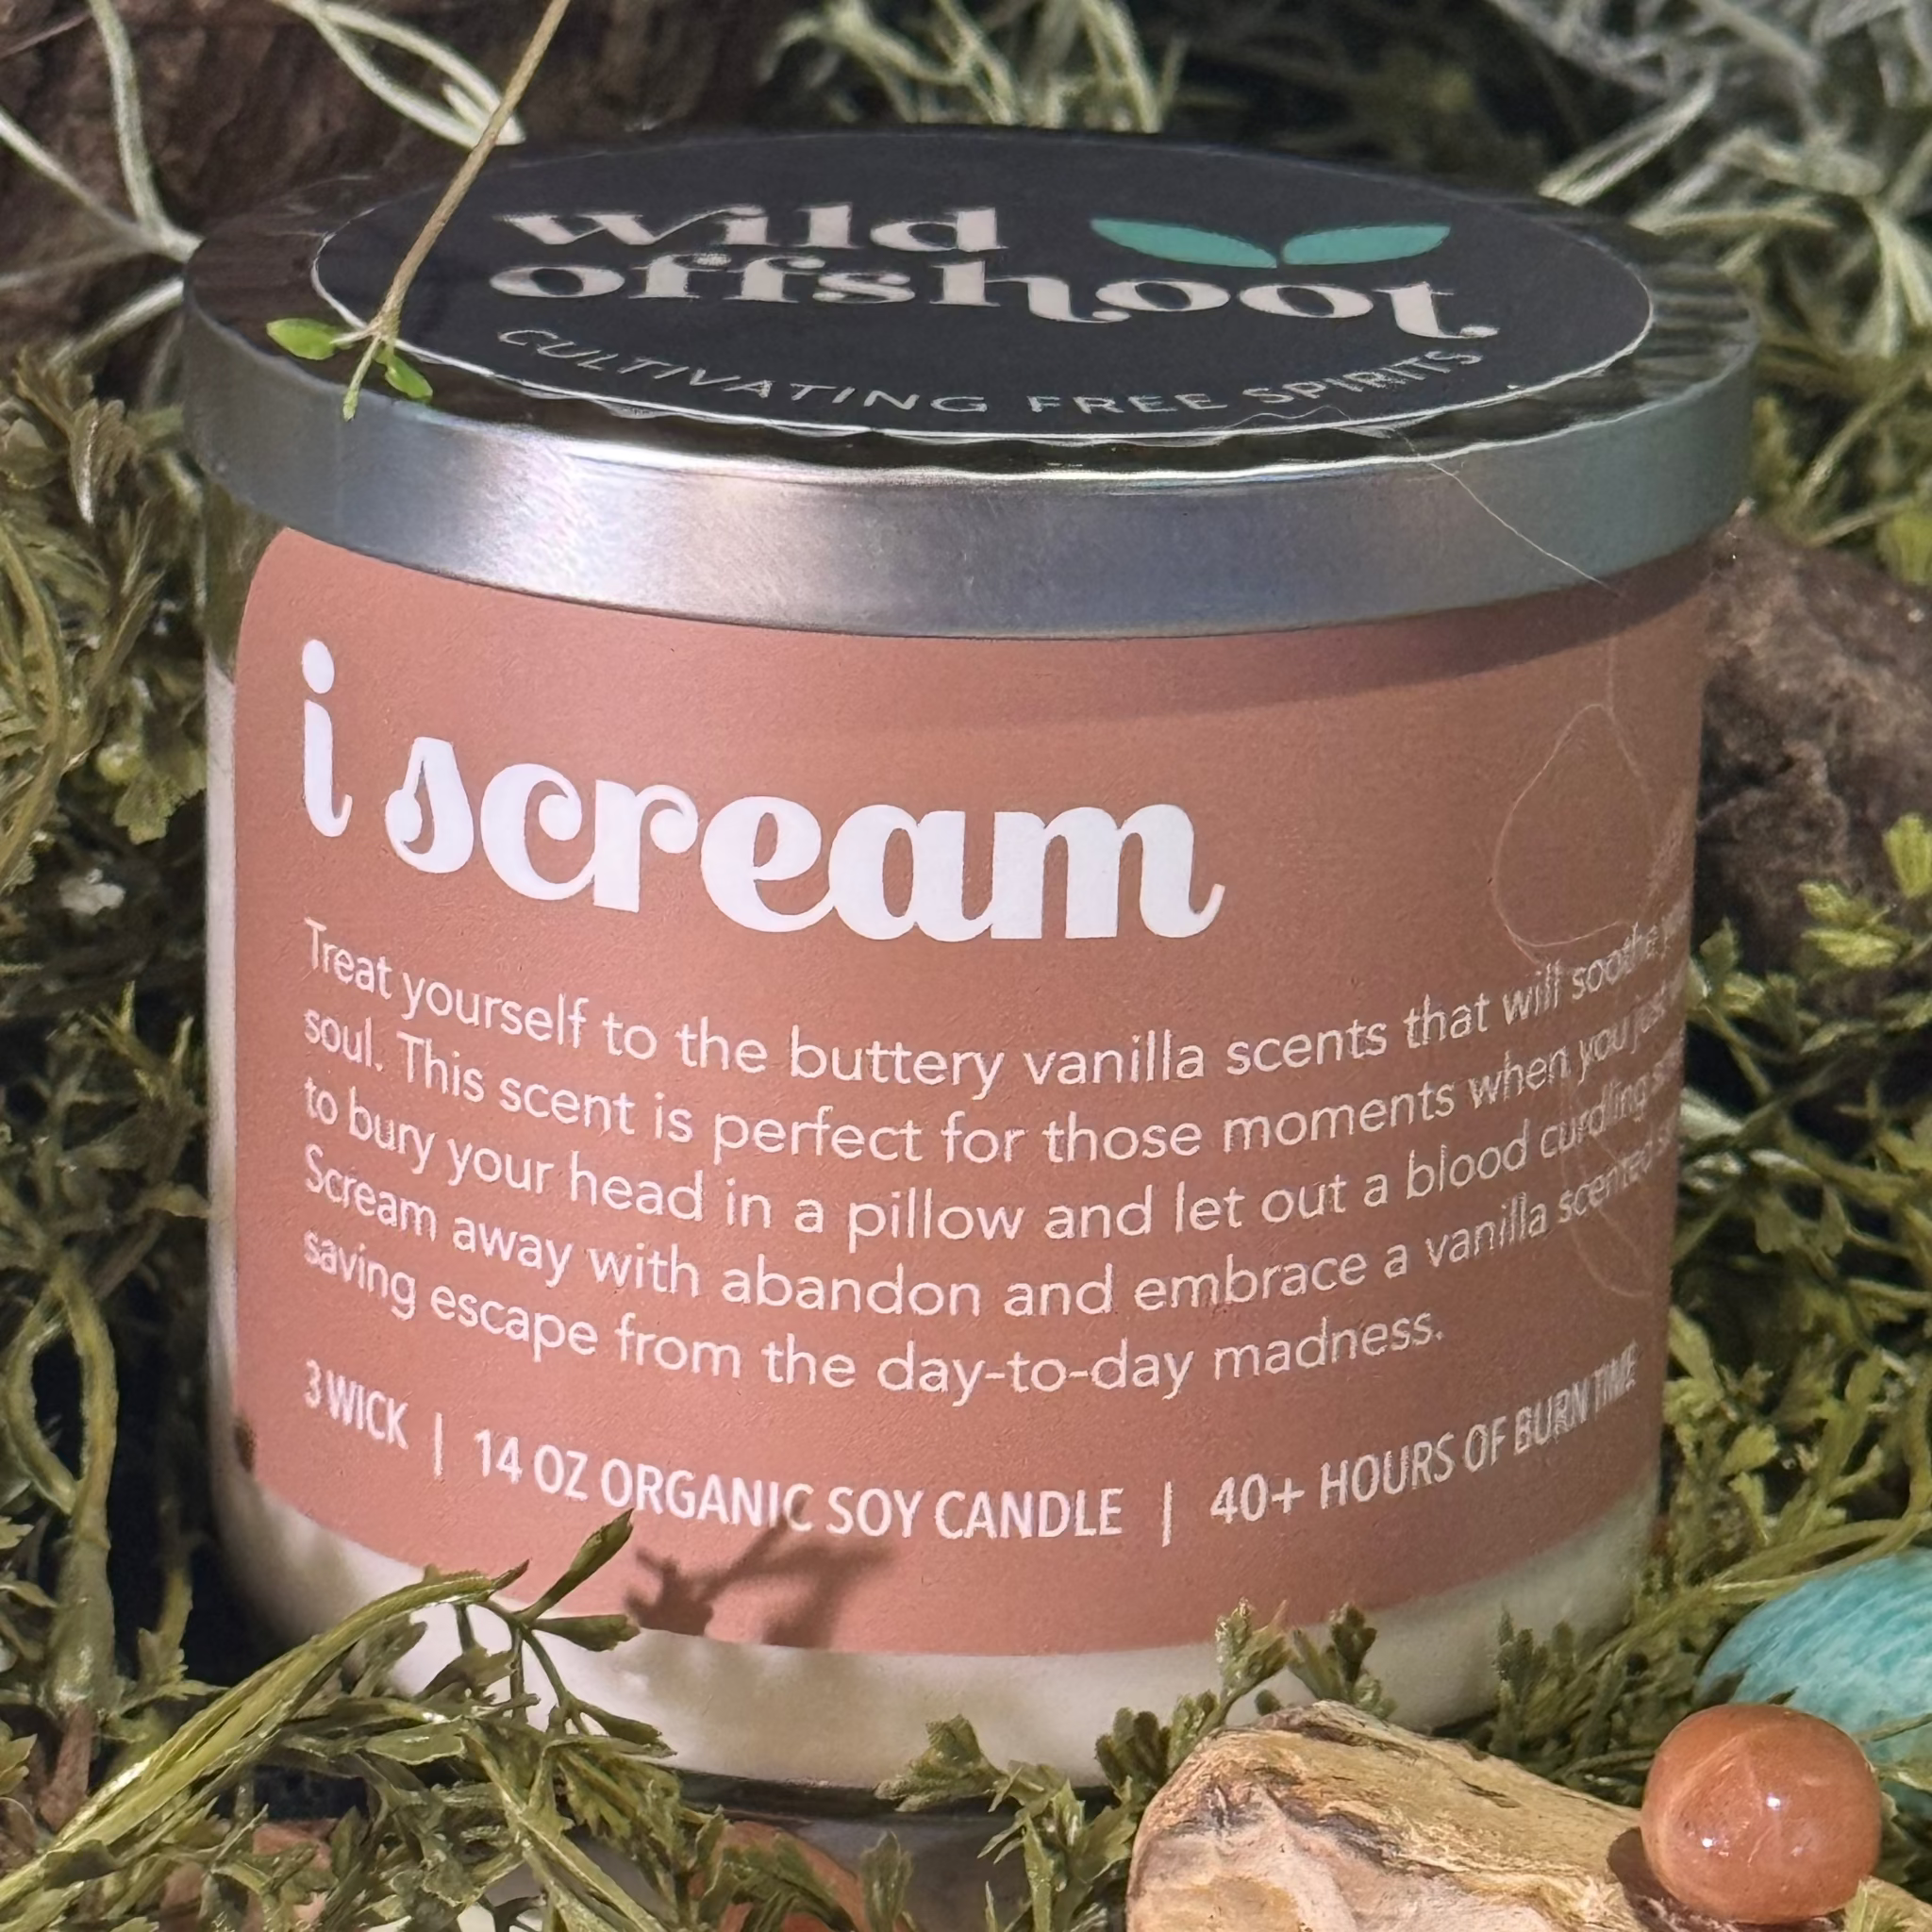 wild
offshoot
CULTIVATING FREE SPIRITS
i scream
Treat yourself to the buttery vanilla scents that will soothe
soul. This scent is perfect for those moments when you just
to bury your head in a pillow and let out a blood curdling
Scream away with abandon and embrace a vanilla scented
saving escape from the day-to-day madness.
3 WICK | 14 OZ ORGANIC SOY CANDLE | 40+ HOURS OF BURN TIME